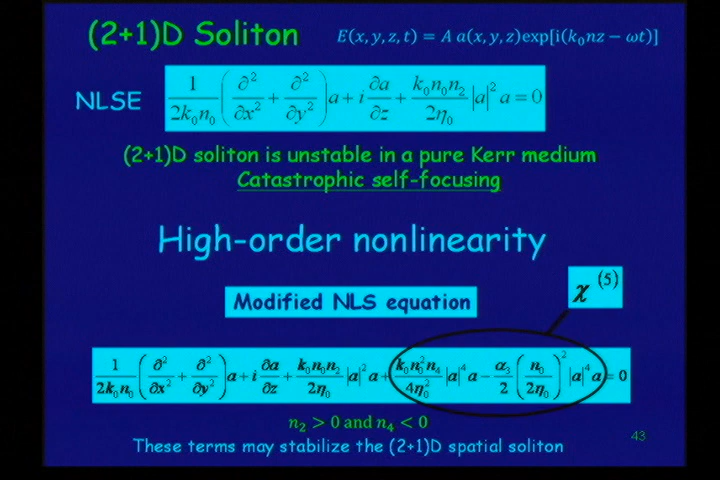 (2+1)D Soliton
E(x, y, z, t) = A a(x, y, z)exp[i(k₀nz − ωt)]
NLSE
1/(2k₀n₀) (∂²/∂x² + ∂²/∂y²) a + i ∂a/∂z + (k₀n₀n₂)/(2η₀) |a|² a = 0
(2+1)D soliton is unstable in a pure Kerr medium
Catastrophic self-focusing
High-order nonlinearity
χ⁽⁵⁾
Modified NLS equation
1/(2k₀n₀) (∂²/∂x² + ∂²/∂y²) a + i ∂a/∂z + (k₀n₀n₂)/(2η₀) |a|² a + (k₀n₀²n₄)/(4η₀²) |a|⁴ a − α₃/2 (n₀/(2η₀))² |a|⁴ a = 0
n₂ > 0 and n₄ < 0
These terms may stabilize the (2+1)D spatial soliton
43